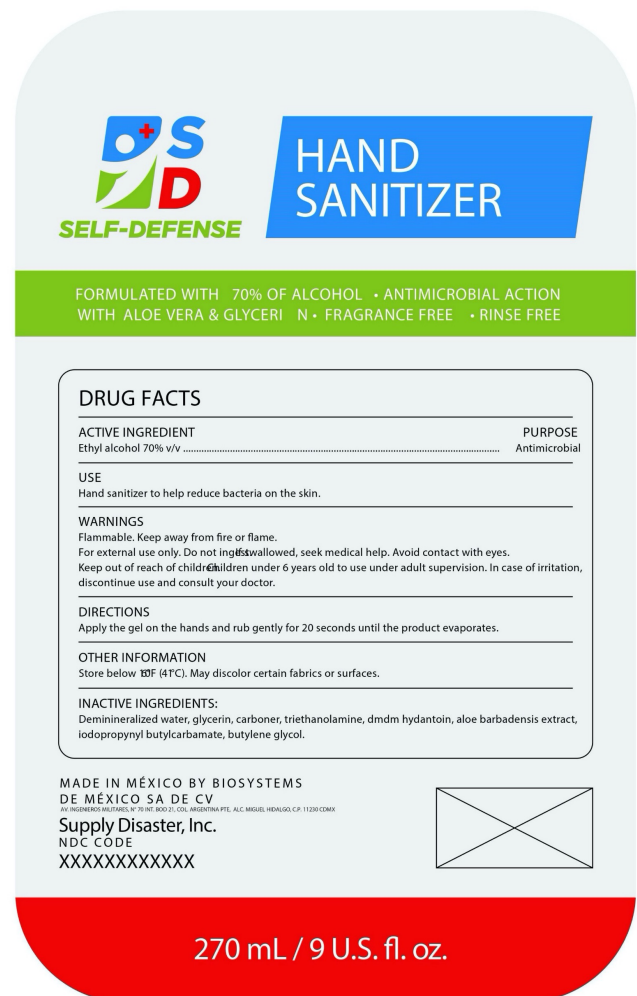 S
D
SELF-DEFENSE
HAND
SANITIZER
FORMULATED WITH 70% OF ALCOHOL • ANTIMICROBIAL ACTION
WITH ALOE VERA & GLYCERI N • FRAGRANCE FREE • RINSE FREE
DRUG FACTS
ACTIVE INGREDIENT PURPOSE
Ethyl alcohol 70% v/v ........................................ Antimicrobial
USE
Hand sanitizer to help reduce bacteria on the skin.
WARNINGS
Flammable. Keep away from fire or flame.
For external use only. Do not ingest. If swallowed, seek medical help. Avoid contact with eyes.
Keep out of reach of children. Children under 6 years old to use under adult supervision. In case of irritation,
discontinue use and consult your doctor.
DIRECTIONS
Apply the gel on the hands and rub gently for 20 seconds until the product evaporates.
OTHER INFORMATION
Store below (41°C). May discolor certain fabrics or surfaces.
INACTIVE INGREDIENTS:
Deminineralized water, glycerin, carboner, triethanolamine, dmdm hydantoin, aloe barbadensis extract,
iodopropynyl butylcarbamate, butylene glycol.
MADE IN MÉXICO BY BIOSYSTEMS
DE MÉXICO SA DE CV
AV. INGENIEROS MILITARES, N° 70 INT. BOO 21, COL. ARGENTINA PTE, ALC. MIGUEL HIDALGO, C.P. 11230 CDMX
Supply Disaster, Inc.
NDC CODE
XXXXXXXXXXXX
270 mL / 9 U.S. fl. oz.